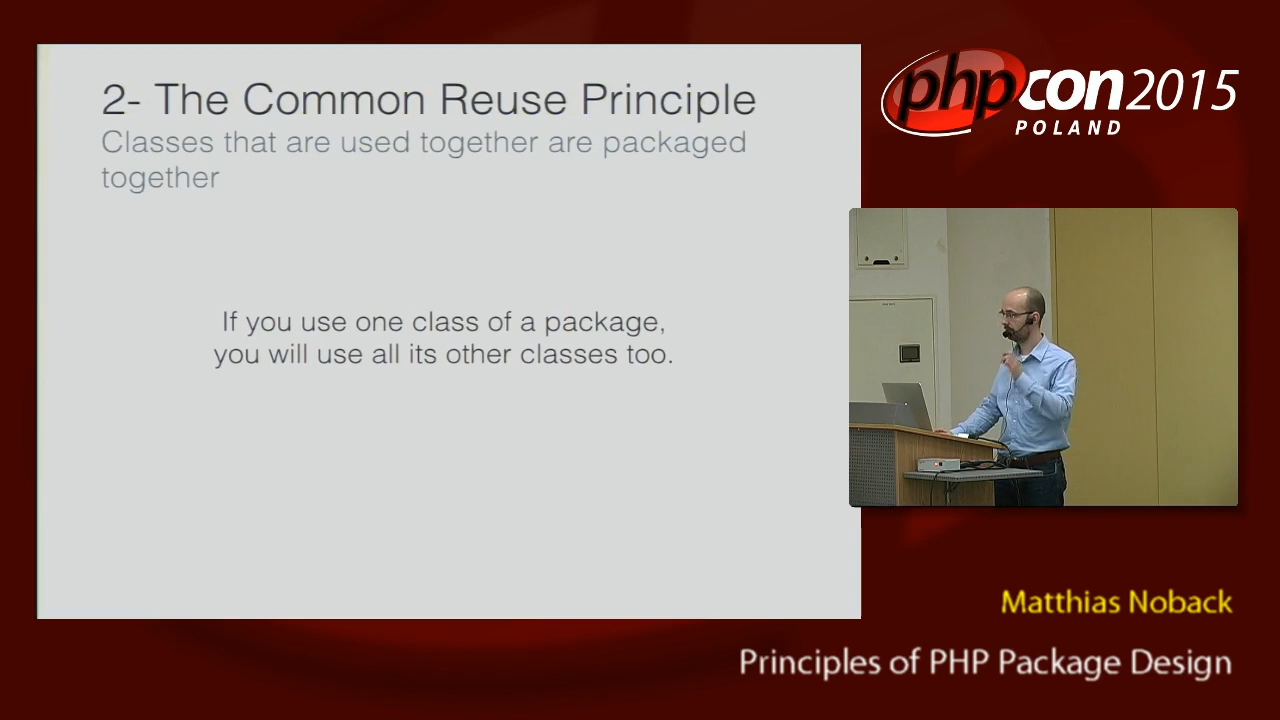 2- The Common Reuse Principle
Classes that are used together are packaged
together
If you use one class of a package,
you will use all its other classes too.
phpcon2015
POLAND
Matthias Noback
Principles of PHP Package Design